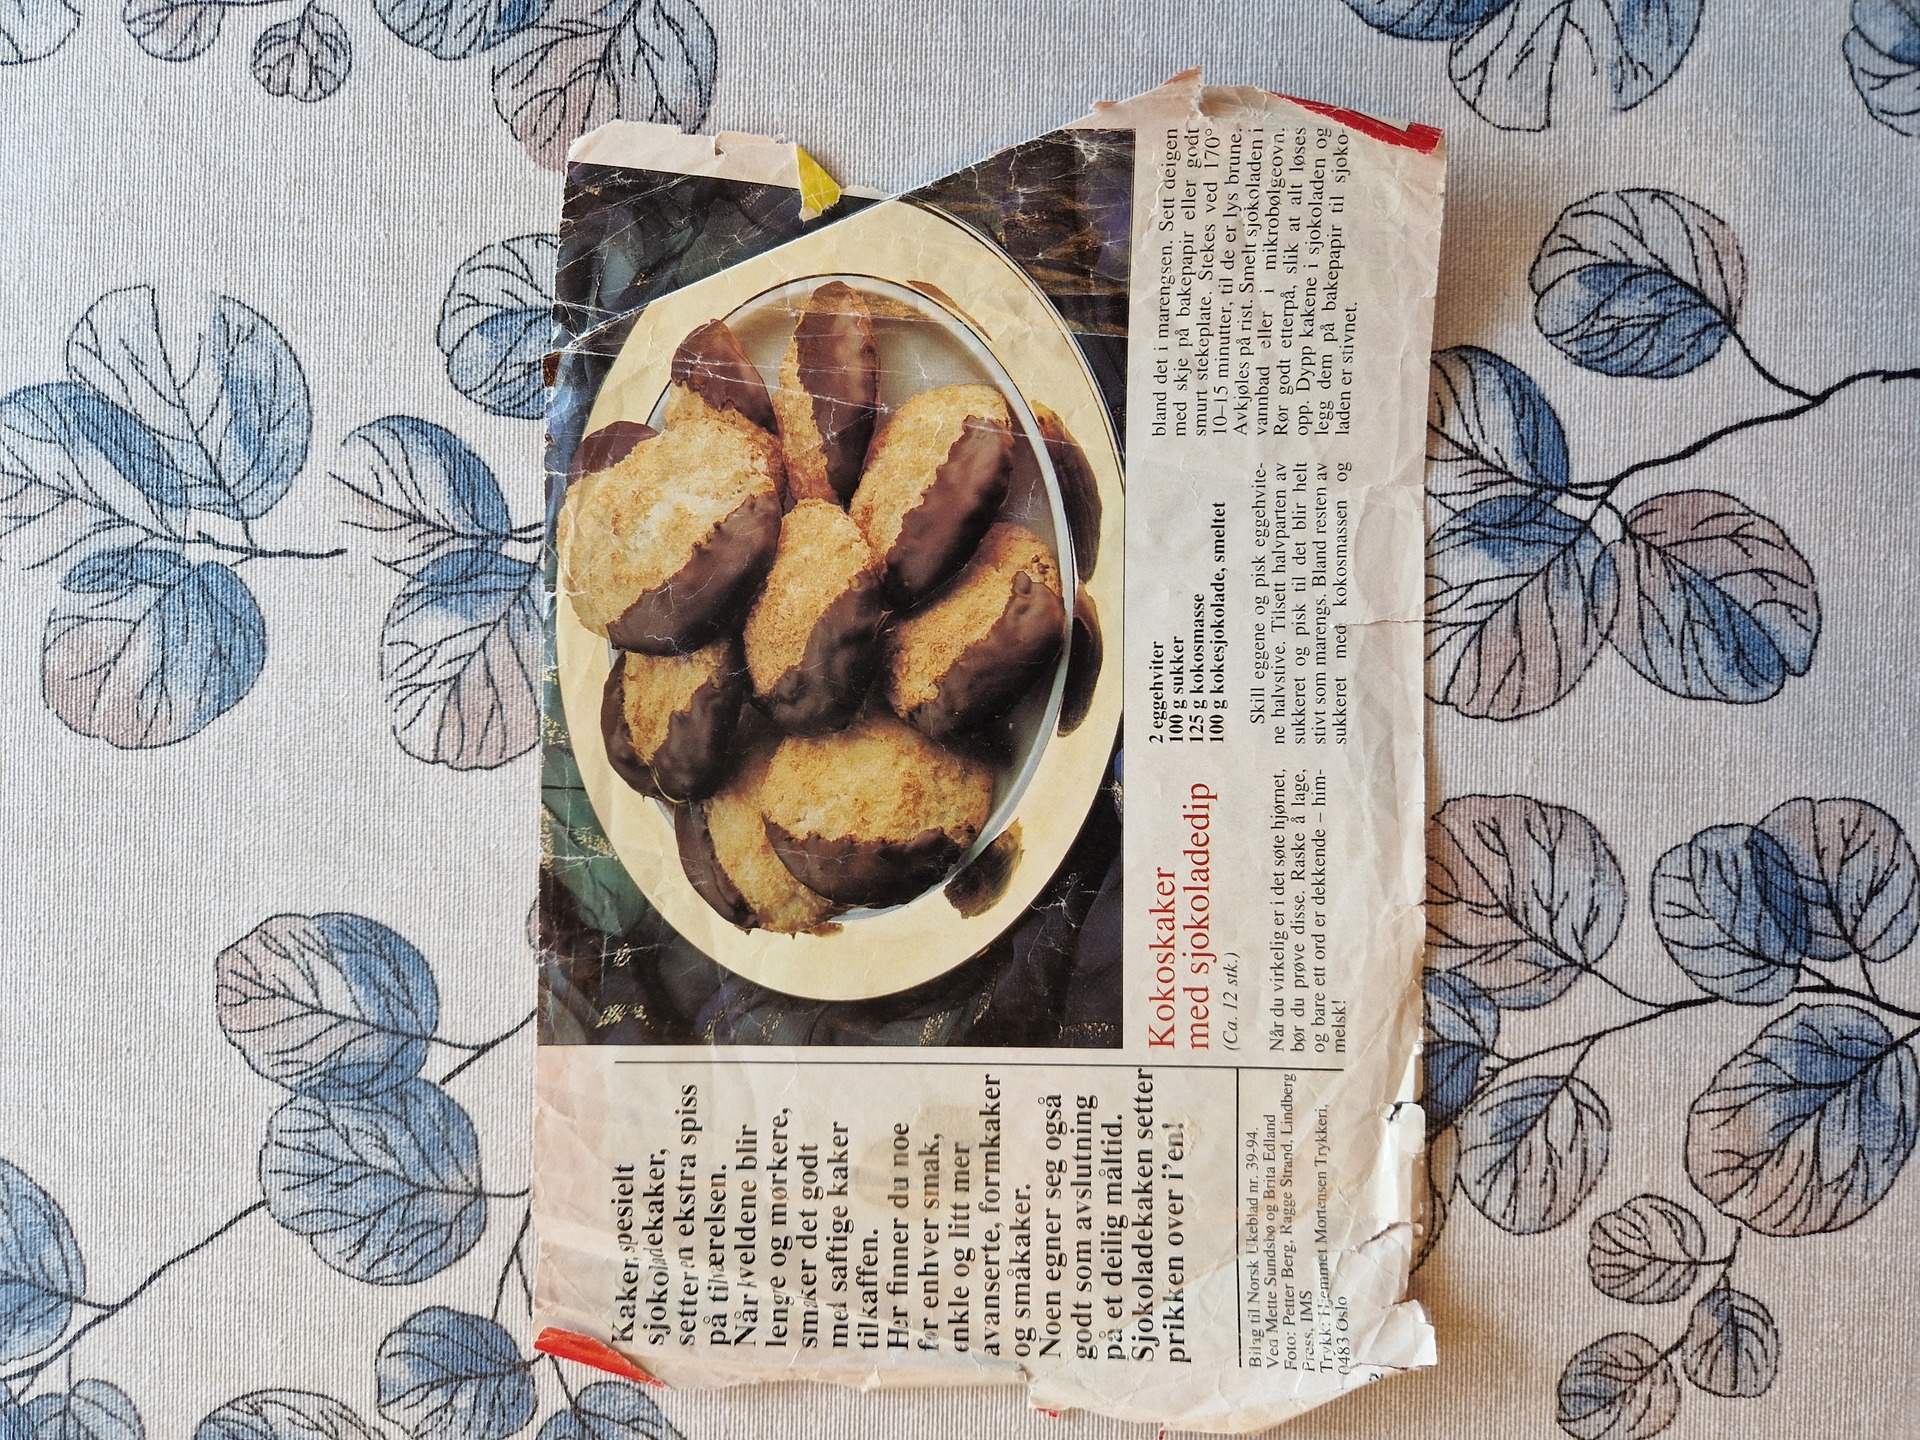 Kaker, spesielt
sjokoladekaker,
setter en ekstra spiss
på tilværelsen.
Når kveldene blir
lengre og mørkere,
smaker det godt
med saftige kaker
til kaffen.
Her finner du noe
for enhver smak,
enkle og litt mer
avanserte, formkaker
og småkaker.
Noen egner seg også
godt som avslutning
på et deilig måltid.
Sjokoladekaken setter
prikken over i'en!
Bilag til Norsk Ukeblad nr. 39-94.
Ved Mette Sundsbø og Brita Edland
Foto: Petter Berg, Ragge Strand, Lindberg
Press, IMS
Trykk: Hjemmet Mortensen Trykkeri,
0483 Oslo
2
Kokoskaker
med sjokoladedip
(Ca. 12 stk.)
Når du virkelig er i det søte hjørnet,
bør du prøve disse. Raske å lage,
og bare ett ord er dekkende – him-
melsk!
2 eggehviter
100 g sukker
125 g kokosmasse
100 g kokesjokolade, smeltet
Skill eggene og pisk eggehvite-
ne halvstive. Tilsett halvparten av
sukkeret og pisk til det blir helt
stivt som marengs. Bland resten av
sukkeret med kokosmassen og
bland det i marengsen. Sett deigen
med skje på bakepapir eller godt
smurt stekeplate. Stekes ved 170°
10–15 minutter, til de er lys brune.
Avkjøles på rist. Smelt sjokoladen i
vannbad eller i mikrobølgeovn.
Rør godt etterpå, slik at alt løses
opp. Dypp kakene i sjokoladen og
legg dem på bakepapir til sjoko-
laden er stivnet.